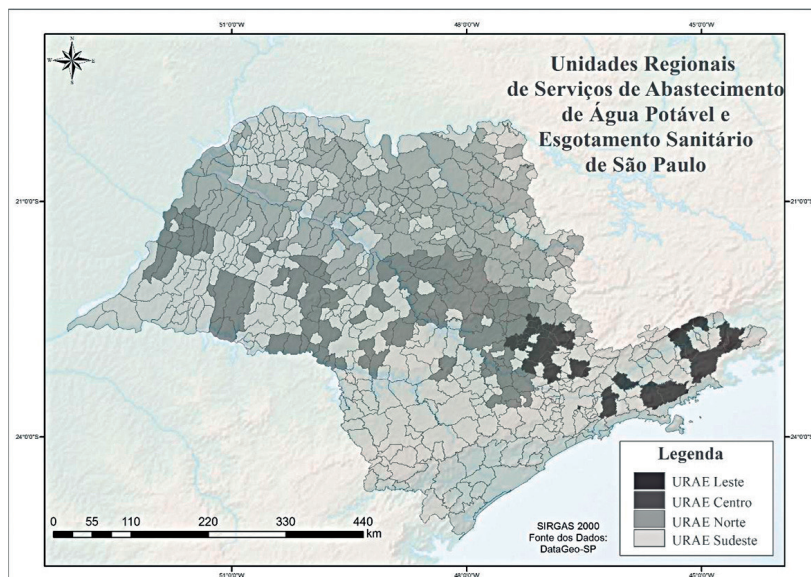 51°0'0"S
48°0'0"S
45°0'0"S
Unidades Regionais
de Serviços de Abastecimento
de Água Potável e
Esgotamento Sanitário
de São Paulo
N
W
E
S
21°0'0"S
21°0'0"S
24°0'0"S
24°0'0"S
Legenda
URAE Leste
URAE Centro
URAE Norte
URAE Sudeste
0 55 110 220 330 440
km
SIRGAS 2000
Fonte dos Dados:
DataGeo-SP
51°0'0"S
48°0'0"S
45°0'0"S